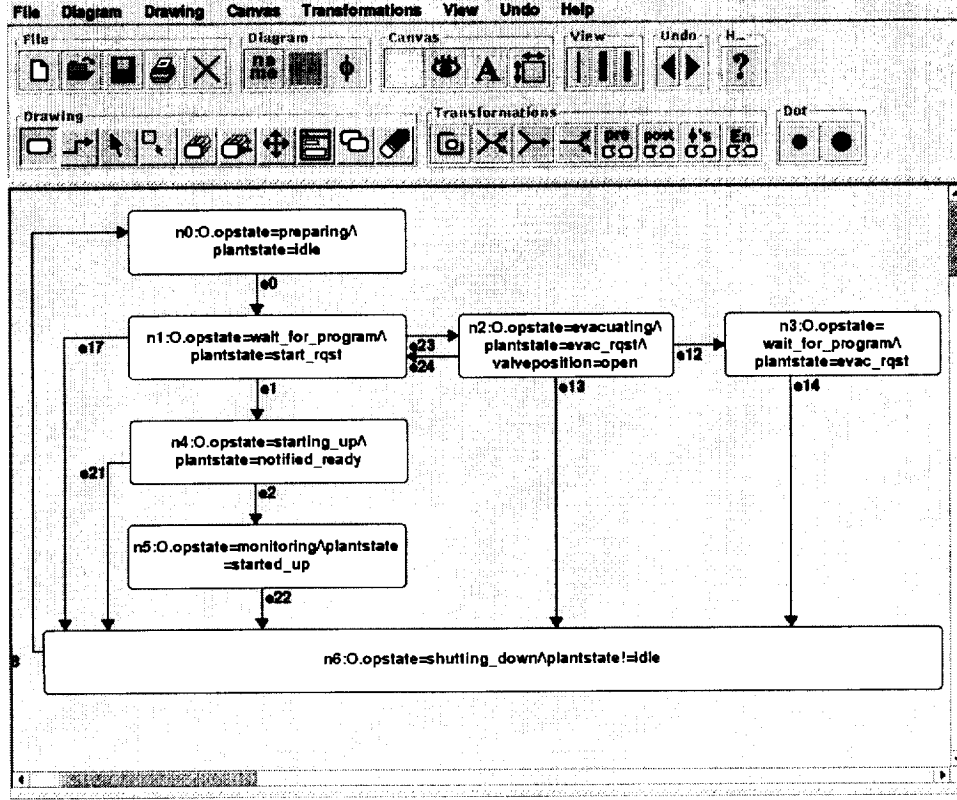 File Diagram Drawing Canvas Transformations View Undo Help
File Diagram Canvas View Undo H...
na
me
A
?
Drawing Transformations Dot
pre post 's En
n0:O.opstate=preparing/\
plantstate=idle
e0
n1:O.opstate=wait_for_program/\
plantstate=start_rqst
e17
e23
e24
n2:O.opstate=evacuating/\
plantstate=evac_rqst/\
valveposition=open
e12
n3:O.opstate=
wait_for_program/\
plantstate=evac_rqst
e1
e13
e14
n4:O.opstate=starting_up/\
plantstate=notified_ready
e21
e2
n5:O.opstate=monitoring/\plantstate
=started_up
e22
n6:O.opstate=shutting_down/\plantstate!=idle